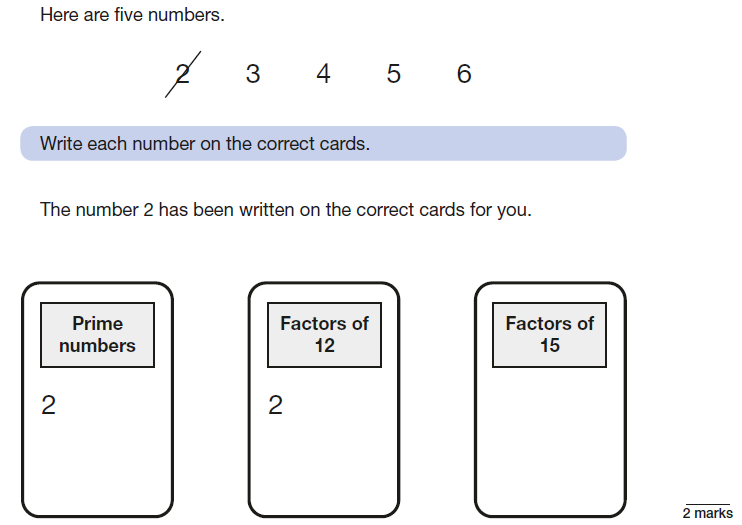 Here are five numbers.
2 3 4 5 6
Write each number on the correct cards.
The number 2 has been written on the correct cards for you.
Prime
numbers
2
Factors of
12
2
Factors of
15
2 marks